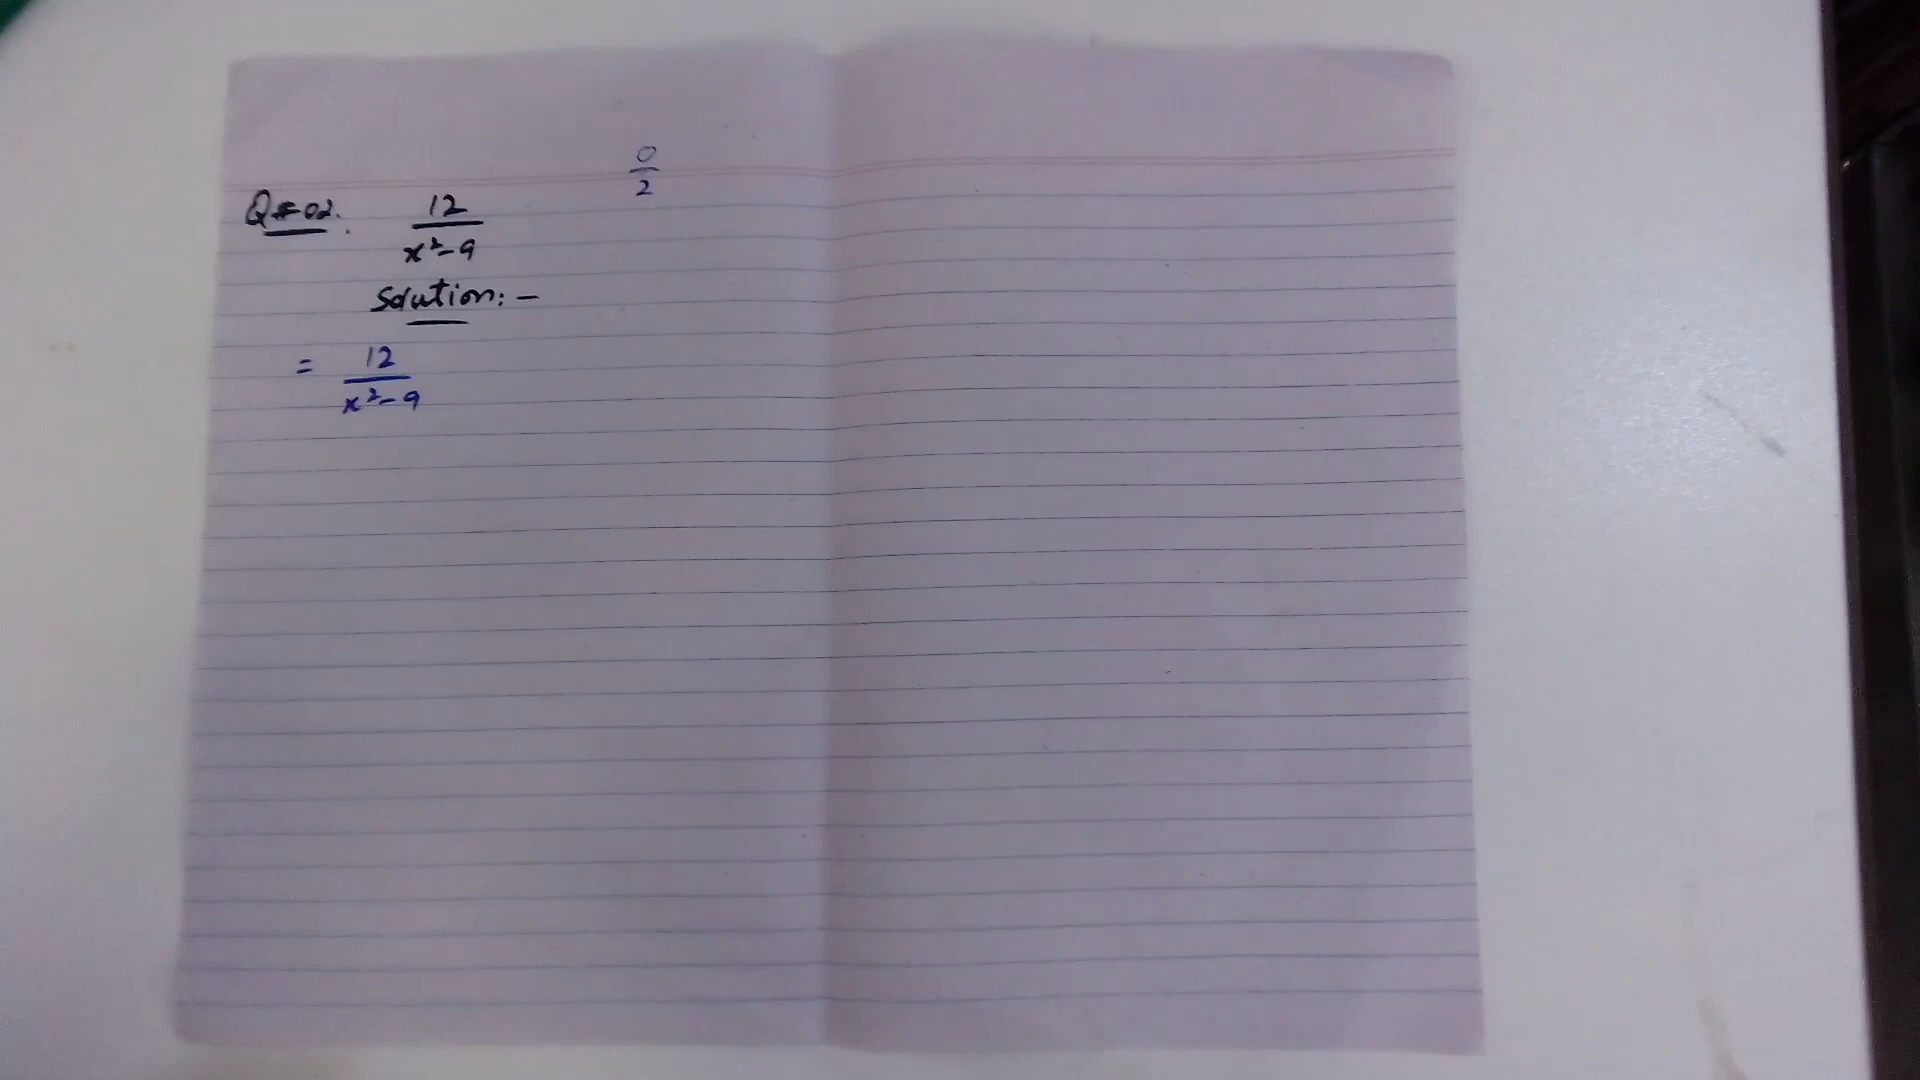 0/2
Q#02. 12/(x²-9)
Solution:-
= 12/(x²-9)